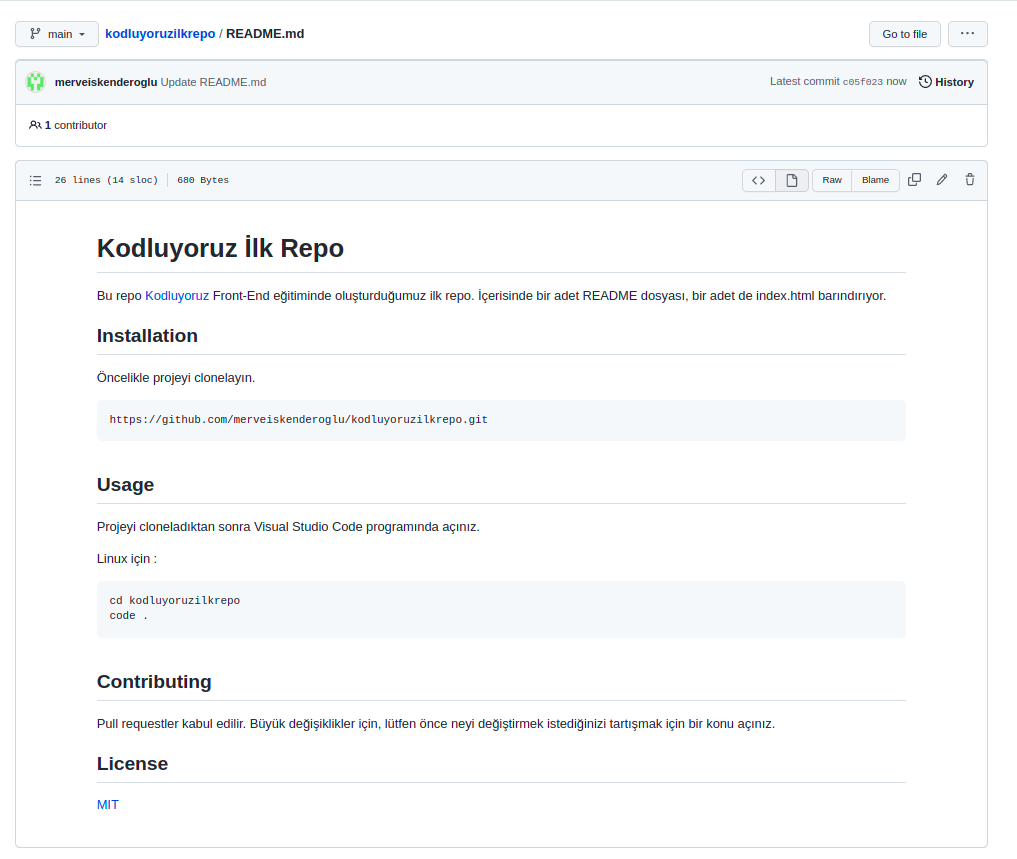 main
kodluyoruzilkrepo / README.md
Go to file
···
merveiskenderoglu Update README.md
Latest commit c05f023 now
History
1 contributor
26 lines (14 sloc)
680 Bytes
<>
Raw
Blame
Kodluyoruz İlk Repo
Bu repo Kodluyoruz Front-End eğitiminde oluşturduğumuz ilk repo. İçerisinde bir adet README dosyası, bir adet de index.html barındırıyor.
Installation
Öncelikle projeyi clonelayın.
https://github.com/merveiskenderoglu/kodluyoruzilkrepo.git
Usage
Projeyi cloneladıktan sonra Visual Studio Code programında açınız.
Linux için :
cd kodluyoruzilkrepo
code .
Contributing
Pull requestler kabul edilir. Büyük değişiklikler için, lütfen önce neyi değiştirmek istediğinizi tartışmak için bir konu açınız.
License
MIT